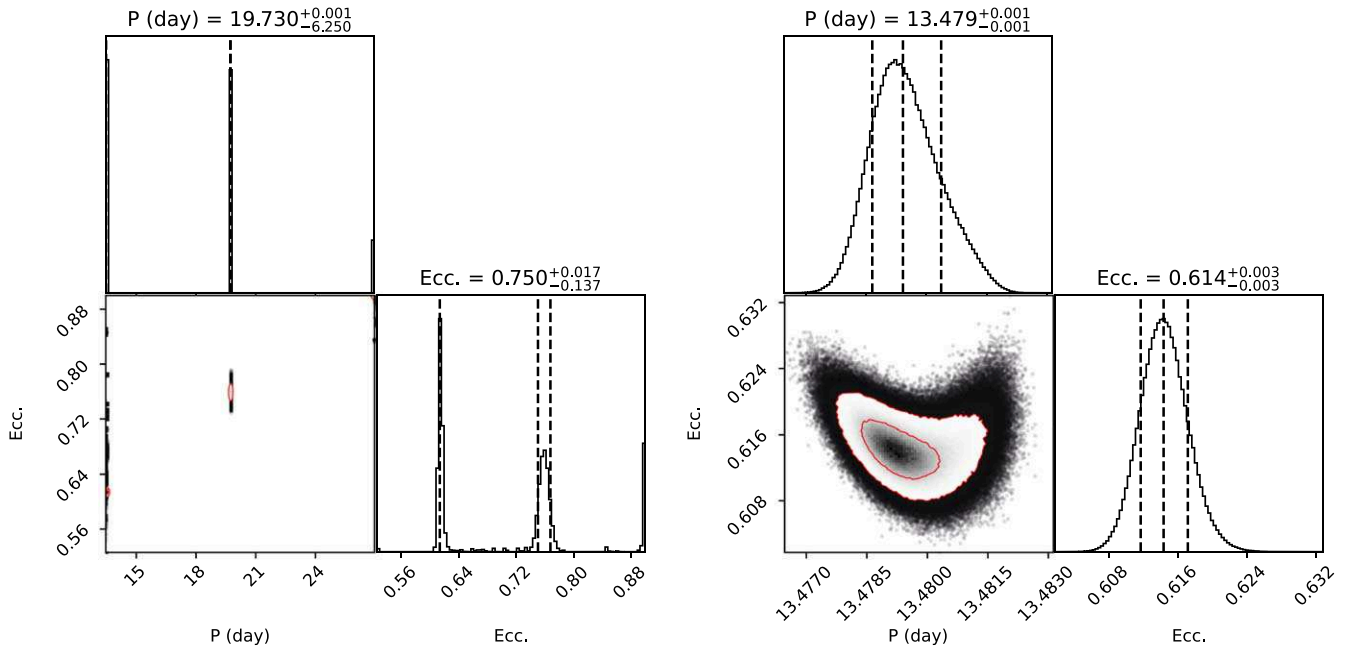 P (day) = 19.730+0.001
−6.250
P (day) = 13.479+0.001
−0.001
Ecc. = 0.750+0.017
−0.137
Ecc. = 0.614+0.003
−0.003
0.88
0.80
0.72
0.64
0.56
Ecc.
0.632
0.624
0.616
0.608
Ecc.
15 18 21 24
0.56 0.64 0.72 0.80 0.88
13.4770 13.4785 13.4800 13.4815 13.4830
0.608 0.616 0.624 0.632
P (day) Ecc. P (day) Ecc.